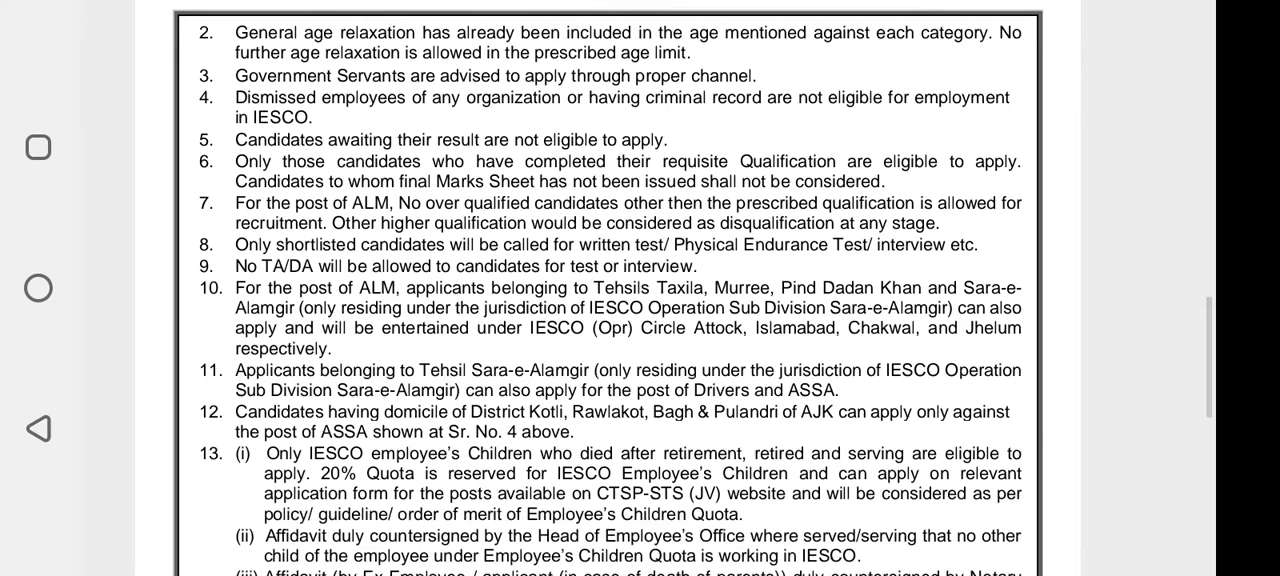 2. General age relaxation has already been included in the age mentioned against each category. No
further age relaxation is allowed in the prescribed age limit.
3. Government Servants are advised to apply through proper channel.
4. Dismissed employees of any organization or having criminal record are not eligible for employment
in IESCO.
5. Candidates awaiting their result are not eligible to apply.
6. Only those candidates who have completed their requisite Qualification are eligible to apply.
Candidates to whom final Marks Sheet has not been issued shall not be considered.
7. For the post of ALM, No over qualified candidates other then the prescribed qualification is allowed for
recruitment. Other higher qualification would be considered as disqualification at any stage.
8. Only shortlisted candidates will be called for written test/ Physical Endurance Test/ interview etc.
9. No TA/DA will be allowed to candidates for test or interview.
10. For the post of ALM, applicants belonging to Tehsils Taxila, Murree, Pind Dadan Khan and Sara-e-
Alamgir (only residing under the jurisdiction of IESCO Operation Sub Division Sara-e-Alamgir) can also
apply and will be entertained under IESCO (Opr) Circle Attock, Islamabad, Chakwal, and Jhelum
respectively.
11. Applicants belonging to Tehsil Sara-e-Alamgir (only residing under the jurisdiction of IESCO Operation
Sub Division Sara-e-Alamgir) can also apply for the post of Drivers and ASSA.
12. Candidates having domicile of District Kotli, Rawlakot, Bagh & Pulandri of AJK can apply only against
the post of ASSA shown at Sr. No. 4 above.
13. (i) Only IESCO employee's Children who died after retirement, retired and serving are eligible to
apply. 20% Quota is reserved for IESCO Employee's Children and can apply on relevant
application form for the posts available on CTSP-STS (JV) website and will be considered as per
policy/ guideline/ order of merit of Employee's Children Quota.
(ii) Affidavit duly countersigned by the Head of Employee's Office where served/serving that no other
child of the employee under Employee's Children Quota is working in IESCO.
(iii) Affidavit (by Ex-Employee / applicant (in case of death of parents)) duly countersigned by Notary